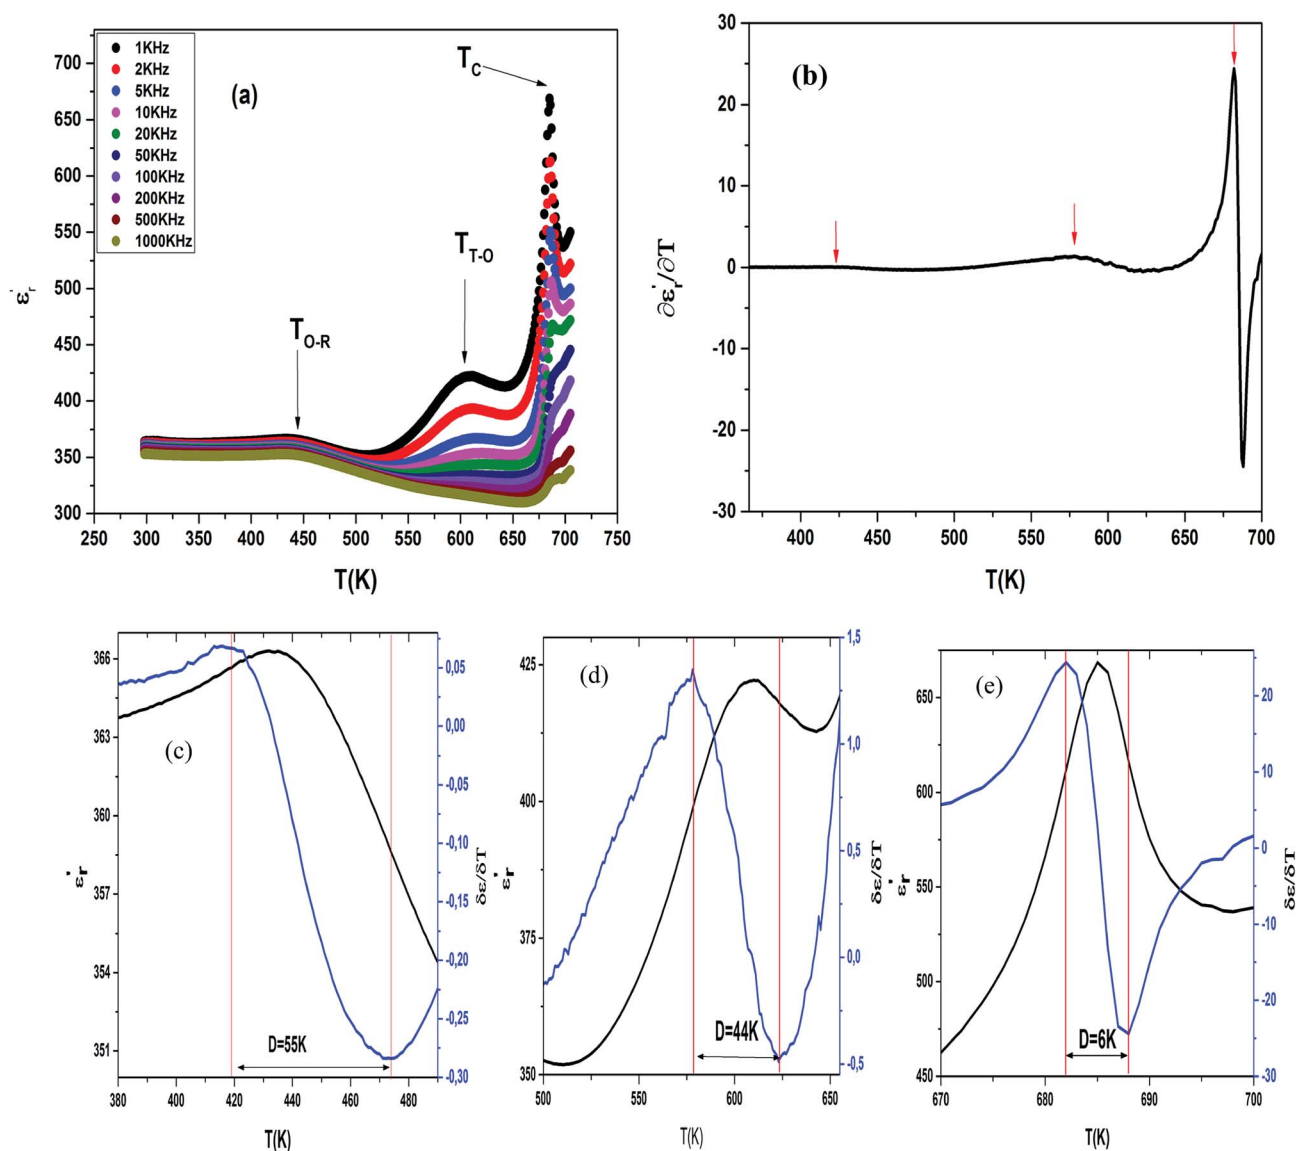 (a)
1KHz
2KHz
5KHz
10KHz
20KHz
50KHz
100KHz
200KHz
500KHz
1000KHz
T_C
T_T-O
T_O-R
700
650
600
550
500
450
400
350
300
ε_r'
250 300 350 400 450 500 550 600 650 700 750
T(K)
(b)
30
20
10
0
-10
-20
-30
∂ε_r'/∂T
400 450 500 550 600 650 700
T(K)
(c)
366
363
360
357
354
351
ε_r'
0,05
0,00
-0,05
-0,10
-0,15
-0,20
-0,25
-0,30
δε/δT
D=55K
380 400 420 440 460 480
T(K)
(d)
425
400
375
350
ε_r'
1,5
1,0
0,5
0,0
-0,5
δε/δT
D=44K
500 550 600 650
T(K)
(e)
650
600
550
500
450
ε_r'
20
10
0
-10
-20
-30
δε/δT
D=6K
670 680 690 700
T(K)